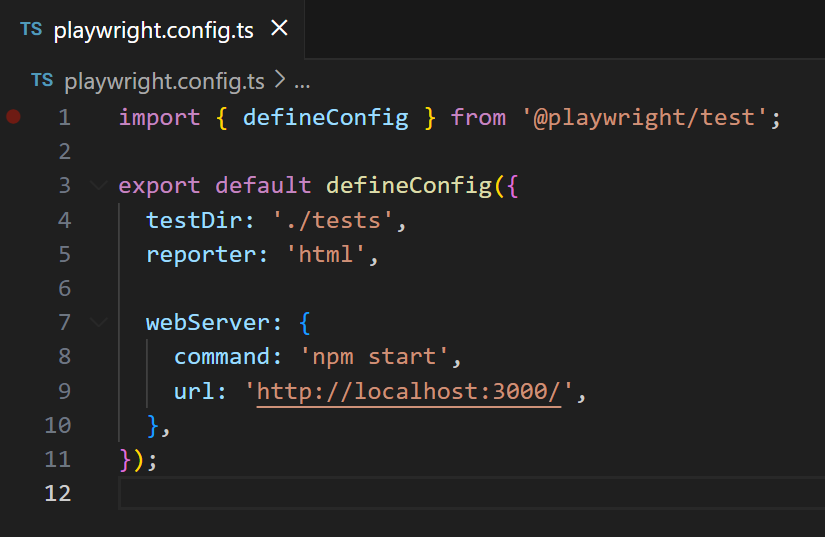 TS playwright.config.ts ×
TS playwright.config.ts > ...
1 import { defineConfig } from '@playwright/test';
2
3 export default defineConfig({
4   testDir: './tests',
5   reporter: 'html',
6
7   webServer: {
8     command: 'npm start',
9     url: 'http://localhost:3000/',
10   },
11 });
12